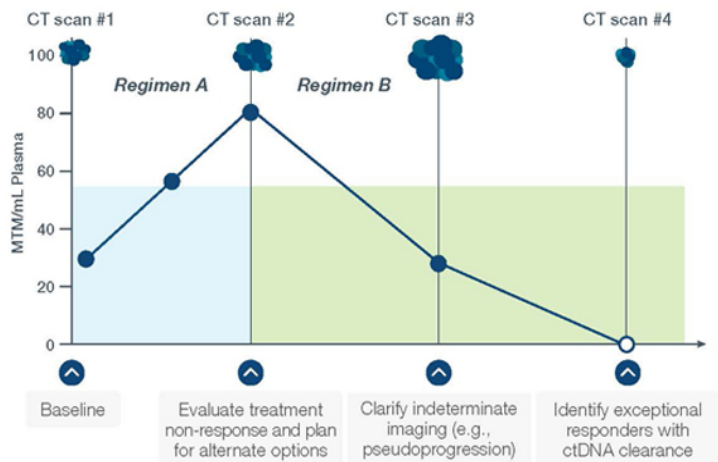 CT scan #1
CT scan #2
CT scan #3
CT scan #4
100
Regimen A
Regimen B
80
60
40
20
0
MTM/mL Plasma
Baseline
Evaluate treatment
non-response and plan
for alternate options
Clarify indeterminate
imaging (e.g.,
pseudoprogression)
Identify exceptional
responders with
ctDNA clearance